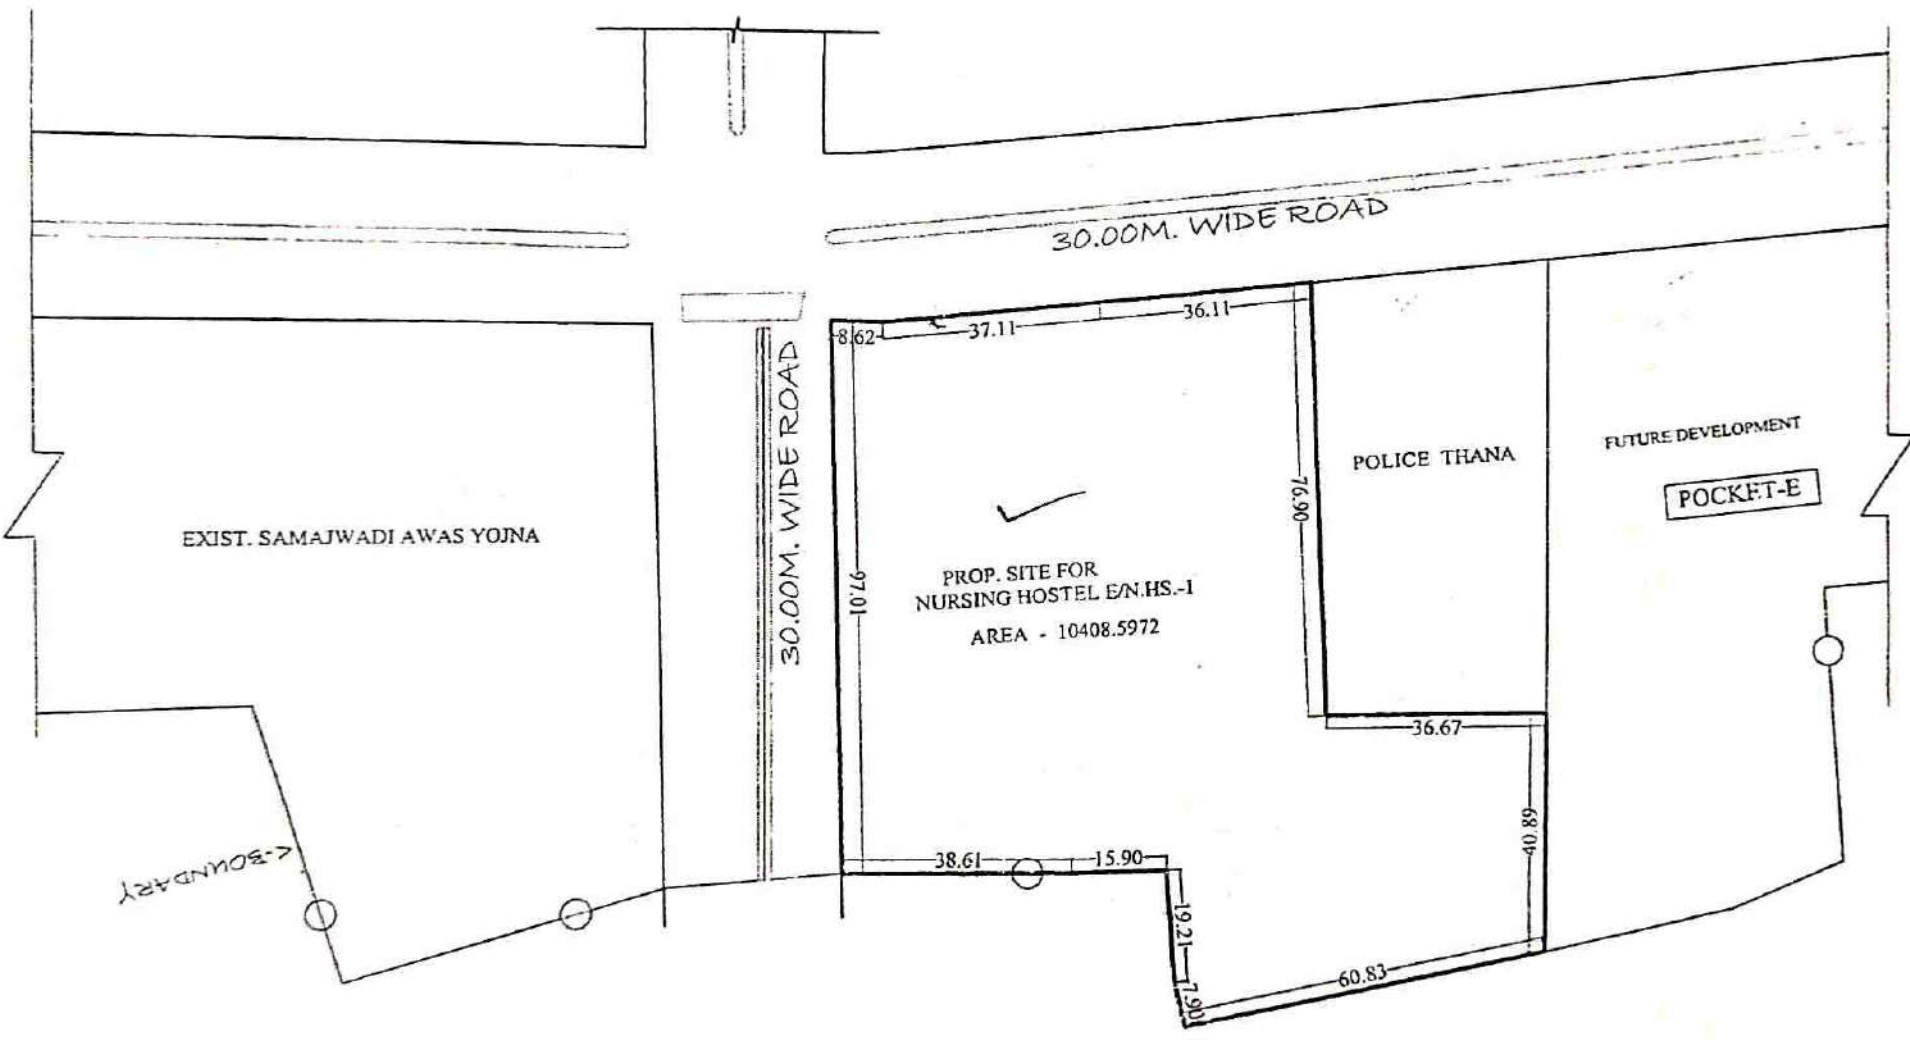 30.00M. WIDE ROAD
8.62
37.11
36.11
30.00M. WIDE ROAD
97.01
76.90
POLICE THANA
FUTURE DEVELOPMENT
POCKET-E
EXIST. SAMAJWADI AWAS YOJNA
PROP. SITE FOR
NURSING HOSTEL E/N.HS.-I
AREA - 10408.5972
36.67
40.89
38.61
15.90
19.21
7.90
60.83
BOUNDARY